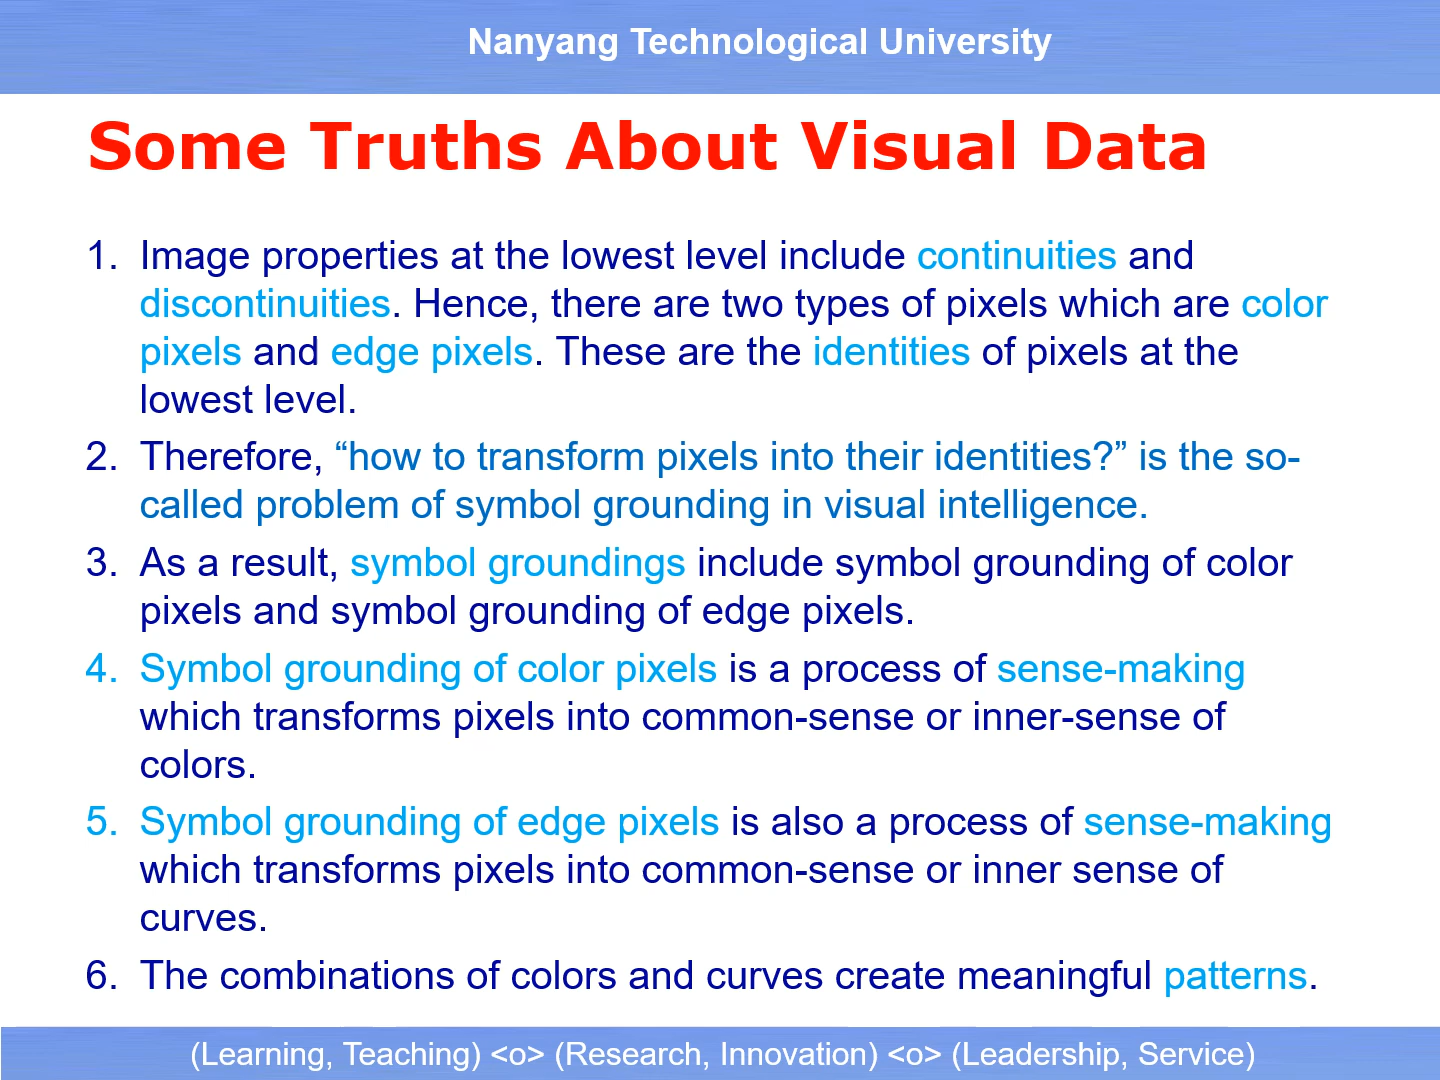 Nanyang Technological University
Some Truths About Visual Data
1. Image properties at the lowest level include continuities and
discontinuities. Hence, there are two types of pixels which are color
pixels and edge pixels. These are the identities of pixels at the
lowest level.
2. Therefore, “how to transform pixels into their identities?” is the so-
called problem of symbol grounding in visual intelligence.
3. As a result, symbol groundings include symbol grounding of color
pixels and symbol grounding of edge pixels.
4. Symbol grounding of color pixels is a process of sense-making
which transforms pixels into common-sense or inner-sense of
colors.
5. Symbol grounding of edge pixels is also a process of sense-making
which transforms pixels into common-sense or inner sense of
curves.
6. The combinations of colors and curves create meaningful patterns.
(Learning, Teaching) <o> (Research, Innovation) <o> (Leadership, Service)